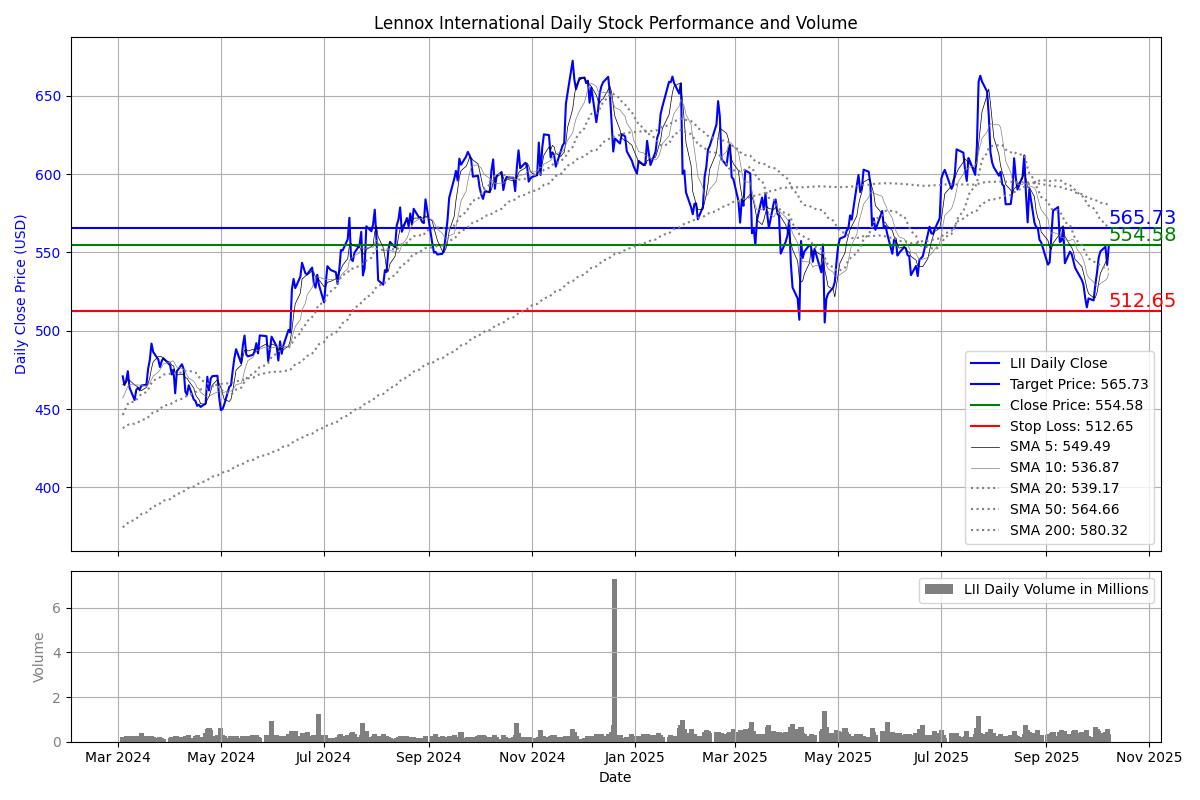 Lennox International Daily Stock Performance and Volume
Daily Close Price (USD)
650
600
550
500
450
400
565.73
554.58
512.65
LII Daily Close
Target Price: 565.73
Close Price: 554.58
Stop Loss: 512.65
SMA 5: 549.49
SMA 10: 536.87
SMA 20: 539.17
SMA 50: 564.66
SMA 200: 580.32
Volume
6
4
2
0
LII Daily Volume in Millions
Mar 2024 May 2024 Jul 2024 Sep 2024 Nov 2024 Jan 2025 Mar 2025 May 2025 Jul 2025 Sep 2025 Nov 2025
Date